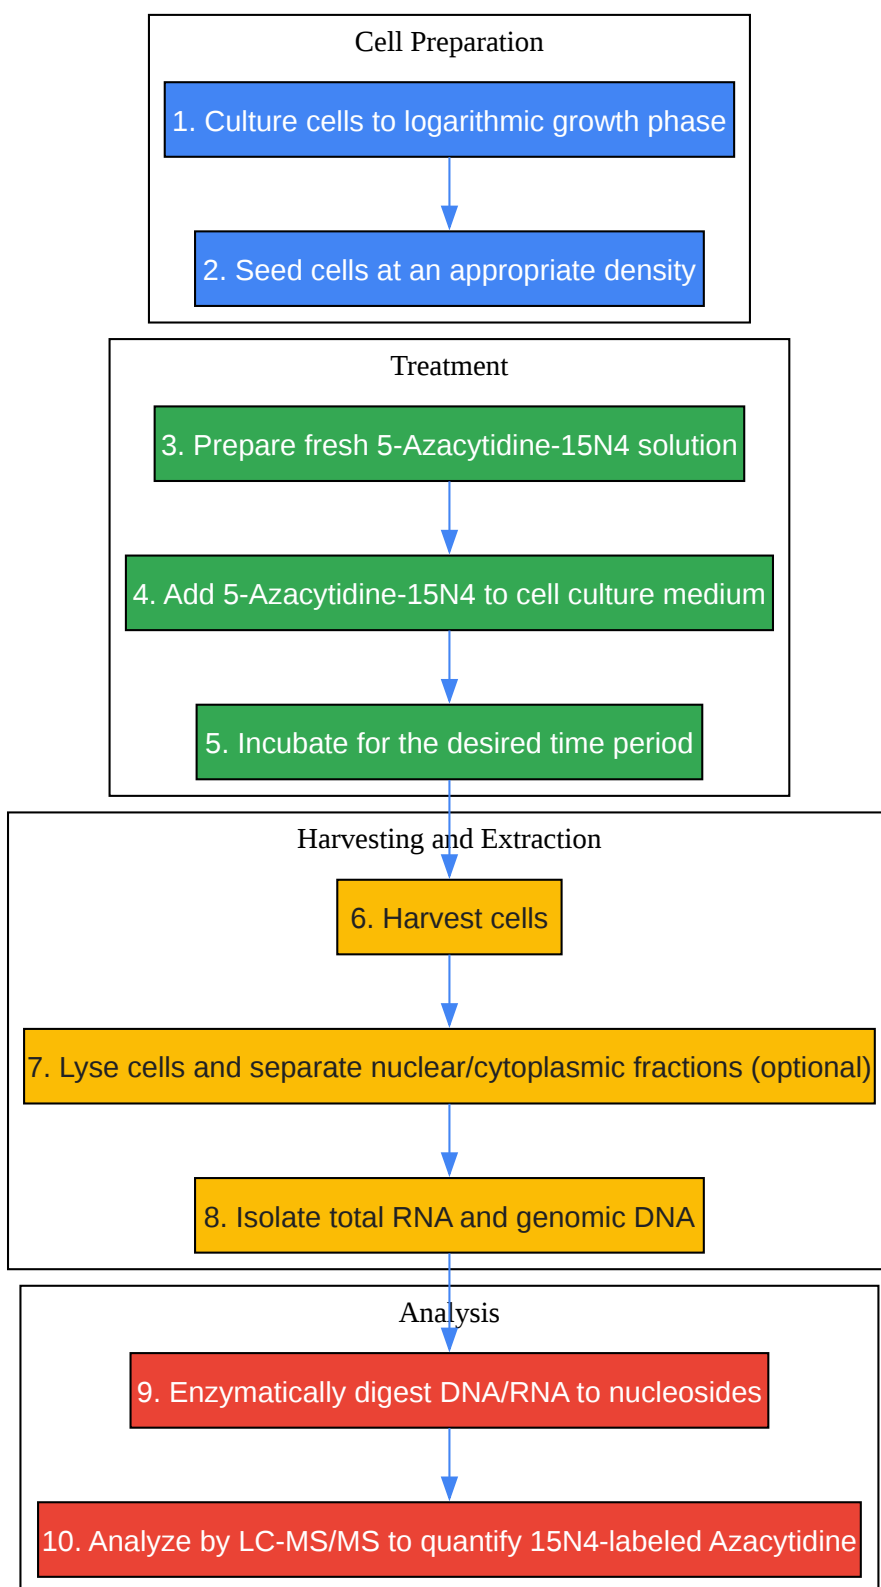 Cell Preparation
1. Culture cells to logarithmic growth phase
2. Seed cells at an appropriate density
Treatment
3. Prepare fresh 5-Azacytidine-15N4 solution
4. Add 5-Azacytidine-15N4 to cell culture medium
5. Incubate for the desired time period
Harvesting and Extraction
6. Harvest cells
7. Lyse cells and separate nuclear/cytoplasmic fractions (optional)
8. Isolate total RNA and genomic DNA
Analysis
9. Enzymatically digest DNA/RNA to nucleosides
10. Analyze by LC-MS/MS to quantify 15N4-labeled Azacytidine